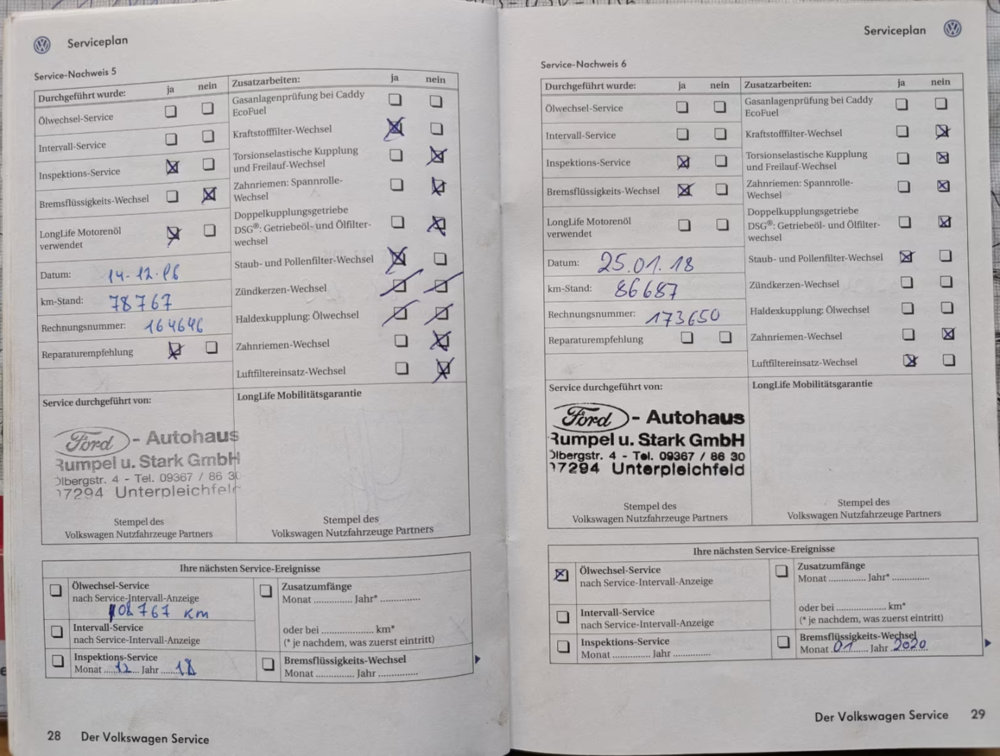 Serviceplan
Service-Nachweis 5
Durchgeführt wurde: ja nein
Ölwechsel-Service
Intervall-Service
Inspektions-Service
Bremsflüssigkeits-Wechsel
LongLife Motorenöl
verwendet
Datum: 14.12.16
km-Stand: 78767
Rechnungsnummer: 164646
Reparaturempfehlung
Zusatzarbeiten: ja nein
Gasanlagenprüfung bei Caddy
EcoFuel
Kraftstofffilter-Wechsel
Torsionselastische Kupplung
und Freilauf-Wechsel
Zahnriemen: Spannrolle-
Wechsel
Doppelkupplungsgetriebe
DSG®: Getriebeöl- und Ölfilter-
wechsel
Staub- und Pollenfilter-Wechsel
Zündkerzen-Wechsel
Haldexkupplung: Ölwechsel
Zahnriemen-Wechsel
Luftfiltereinsatz-Wechsel
Service durchgeführt von:
Ford - Autohaus
Rumpel u. Stark GmbH
Ölbergstr. 4 - Tel. 09367 / 86 30
97294 Unterpleichfeld
Stempel des
Volkswagen Nutzfahrzeuge Partners
LongLife Mobilitätsgarantie
Stempel des
Volkswagen Nutzfahrzeuge Partners
Ihre nächsten Service-Ereignisse
Ölwechsel-Service
nach Service-Intervall-Anzeige
108767 km
Intervall-Service
nach Service-Intervall-Anzeige
Inspektions-Service
Monat 12 Jahr 18
Zusatzumfänge
Monat .............. Jahr* ..............
oder bei .................. km*
(* je nachdem, was zuerst eintritt)
Bremsflüssigkeits-Wechsel
Monat .............. Jahr ..............
28 Der Volkswagen Service
Serviceplan
Service-Nachweis 6
Durchgeführt wurde: ja nein
Ölwechsel-Service
Intervall-Service
Inspektions-Service
Bremsflüssigkeits-Wechsel
LongLife Motorenöl
verwendet
Datum: 25.01.18
km-Stand: 86687
Rechnungsnummer: 173650
Reparaturempfehlung
Zusatzarbeiten: ja nein
Gasanlagenprüfung bei Caddy
EcoFuel
Kraftstofffilter-Wechsel
Torsionselastische Kupplung
und Freilauf-Wechsel
Zahnriemen: Spannrolle-
Wechsel
Doppelkupplungsgetriebe
DSG®: Getriebeöl- und Ölfilter-
wechsel
Staub- und Pollenfilter-Wechsel
Zündkerzen-Wechsel
Haldexkupplung: Ölwechsel
Zahnriemen-Wechsel
Luftfiltereinsatz-Wechsel
Service durchgeführt von:
Ford - Autohaus
Rumpel u. Stark GmbH
Ölbergstr. 4 - Tel. 09367 / 86 30
97294 Unterpleichfeld
Stempel des
Volkswagen Nutzfahrzeuge Partners
LongLife Mobilitätsgarantie
Stempel des
Volkswagen Nutzfahrzeuge Partners
Ihre nächsten Service-Ereignisse
Ölwechsel-Service
nach Service-Intervall-Anzeige
Intervall-Service
nach Service-Intervall-Anzeige
Inspektions-Service
Monat .............. Jahr ..............
Zusatzumfänge
Monat .............. Jahr* ..............
oder bei .................. km*
(* je nachdem, was zuerst eintritt)
Bremsflüssigkeits-Wechsel
Monat 01 Jahr 2020
Der Volkswagen Service 29